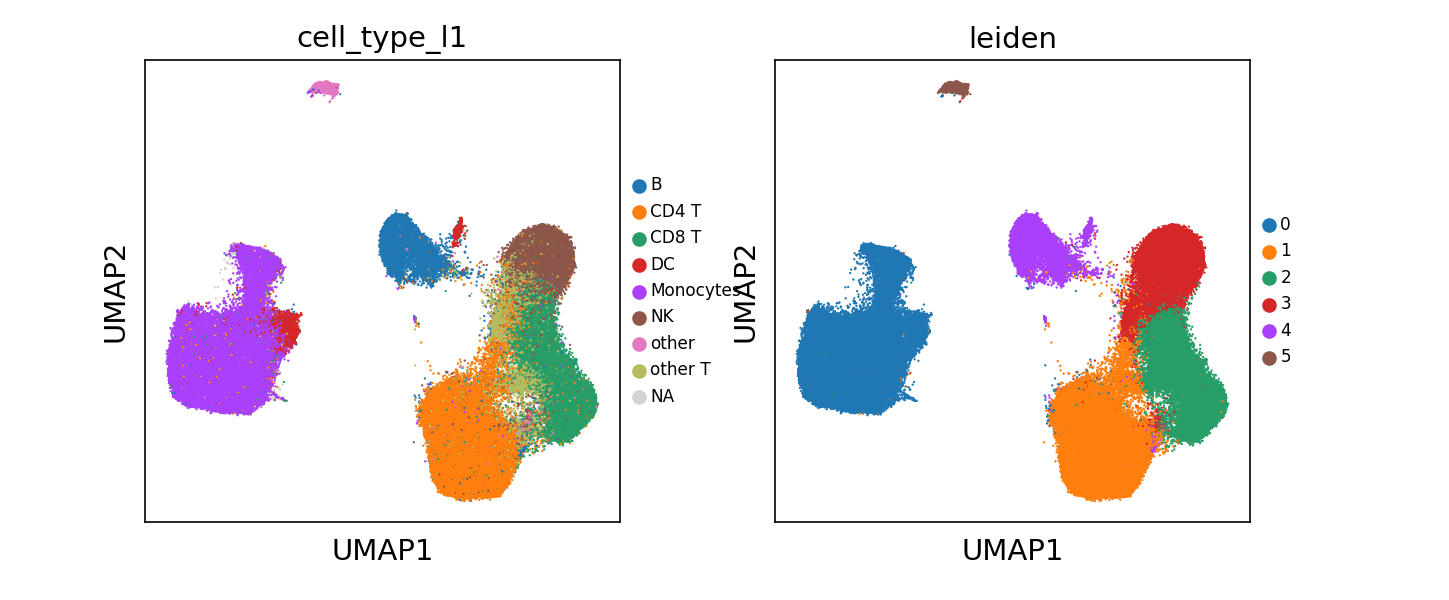 cell_type_l1
UMAP2
UMAP1
B
CD4 T
CD8 T
DC
Monocytes
NK
other
other T
NA
leiden
UMAP2
UMAP1
0
1
2
3
4
5